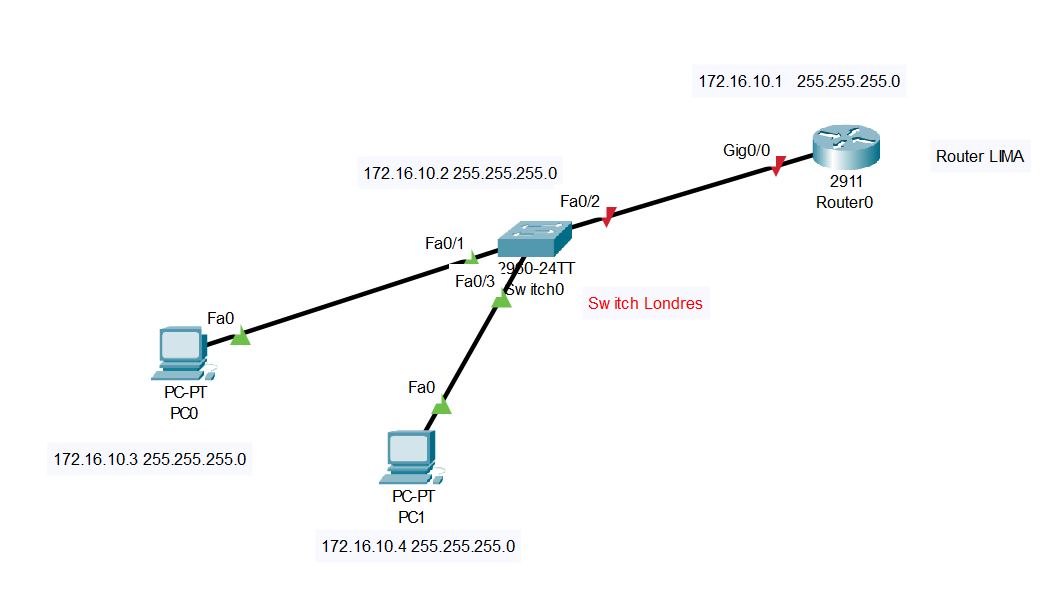 172.16.10.1 255.255.255.0
Gig0/0
Router LIMA
2911
Router0
172.16.10.2 255.255.255.0
Fa0/2
Fa0/1
2960-24TT
Fa0/3
Switch0
Switch Londres
Fa0
PC-PT
PC0
Fa0
172.16.10.3 255.255.255.0
PC-PT
PC1
172.16.10.4 255.255.255.0